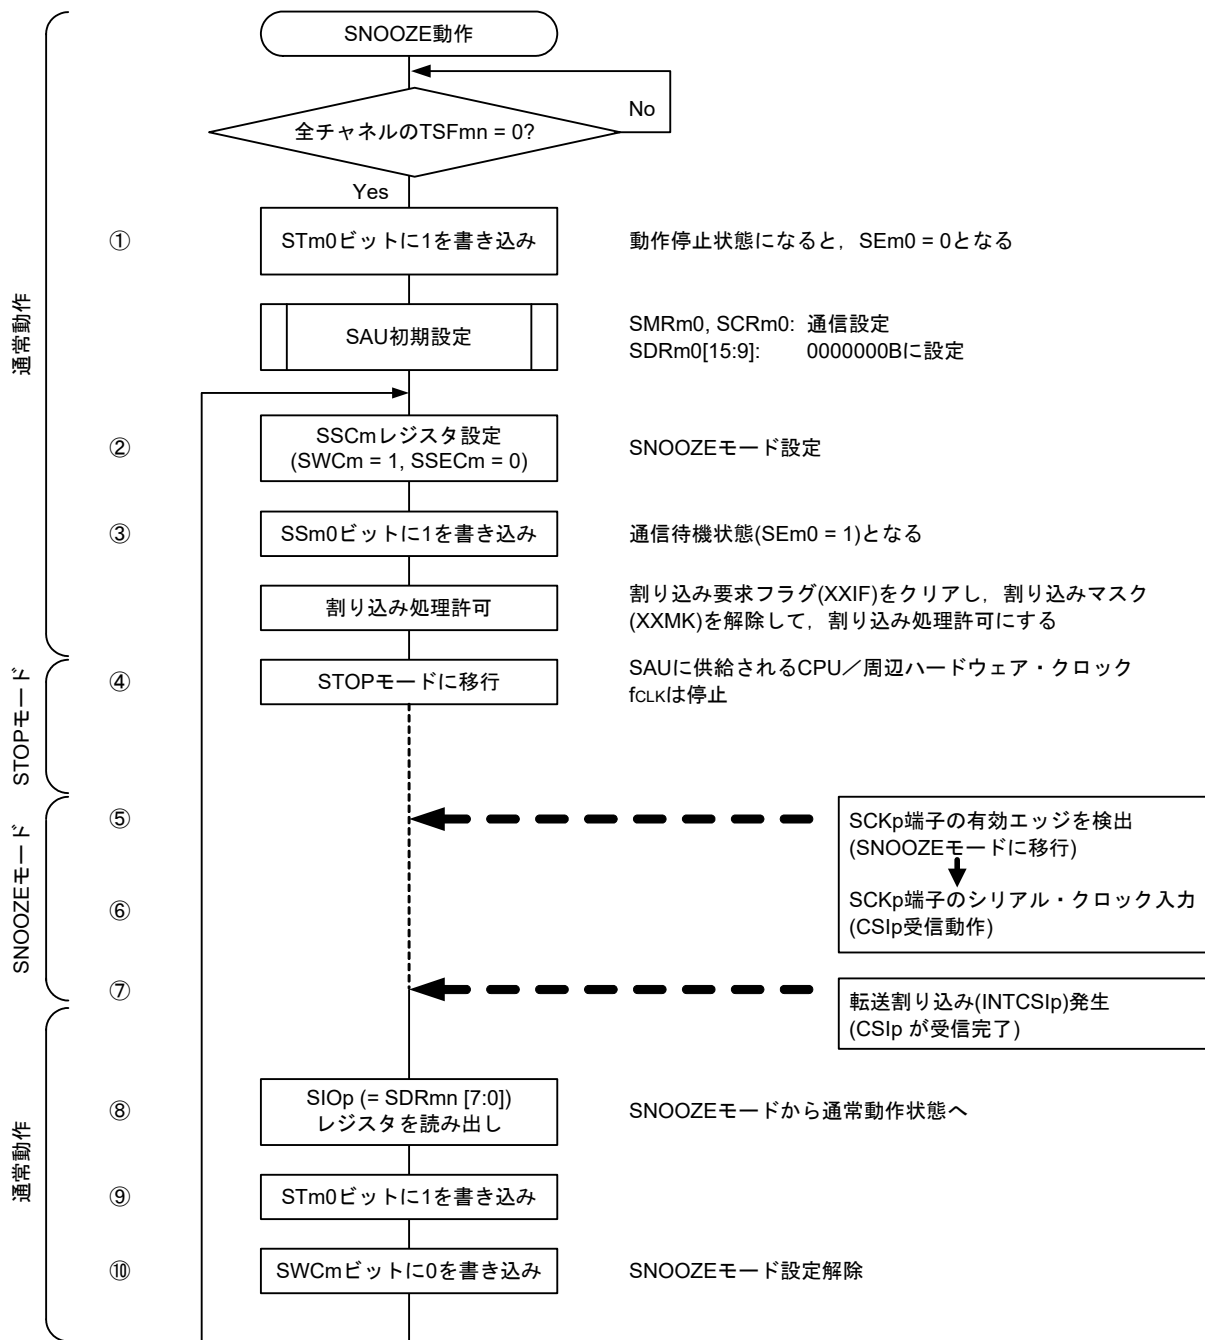 SNOOZE動作
全チャネルのTSFmn = 0?
No
Yes
通常動作
①
STm0ビットに1を書き込み
動作停止状態になると，SEm0 = 0となる
SAU初期設定
SMRm0, SCRm0: 通信設定
SDRm0[15:9]: 0000000Bに設定
②
SSCmレジスタ設定
(SWCm = 1, SSECm = 0)
SNOOZEモード設定
③
SSm0ビットに1を書き込み
通信待機状態(SEm0 = 1)となる
割り込み処理許可
割り込み要求フラグ(XXIF)をクリアし，割り込みマスク
(XXMK)を解除して，割り込み処理許可にする
STOPモード
④
STOPモードに移行
SAUに供給されるCPU／周辺ハードウェア・クロック
fCLKは停止
SNOOZEモード
⑤
SCKp端子の有効エッジを検出
(SNOOZEモードに移行)
⑥
SCKp端子のシリアル・クロック入力
(CSIp受信動作)
⑦
転送割り込み(INTCSIp)発生
(CSIp が受信完了)
通常動作
⑧
SIOp (= SDRmn [7:0])
レジスタを読み出し
SNOOZEモードから通常動作状態へ
⑨
STm0ビットに1を書き込み
⑩
SWCmビットに0を書き込み
SNOOZEモード設定解除